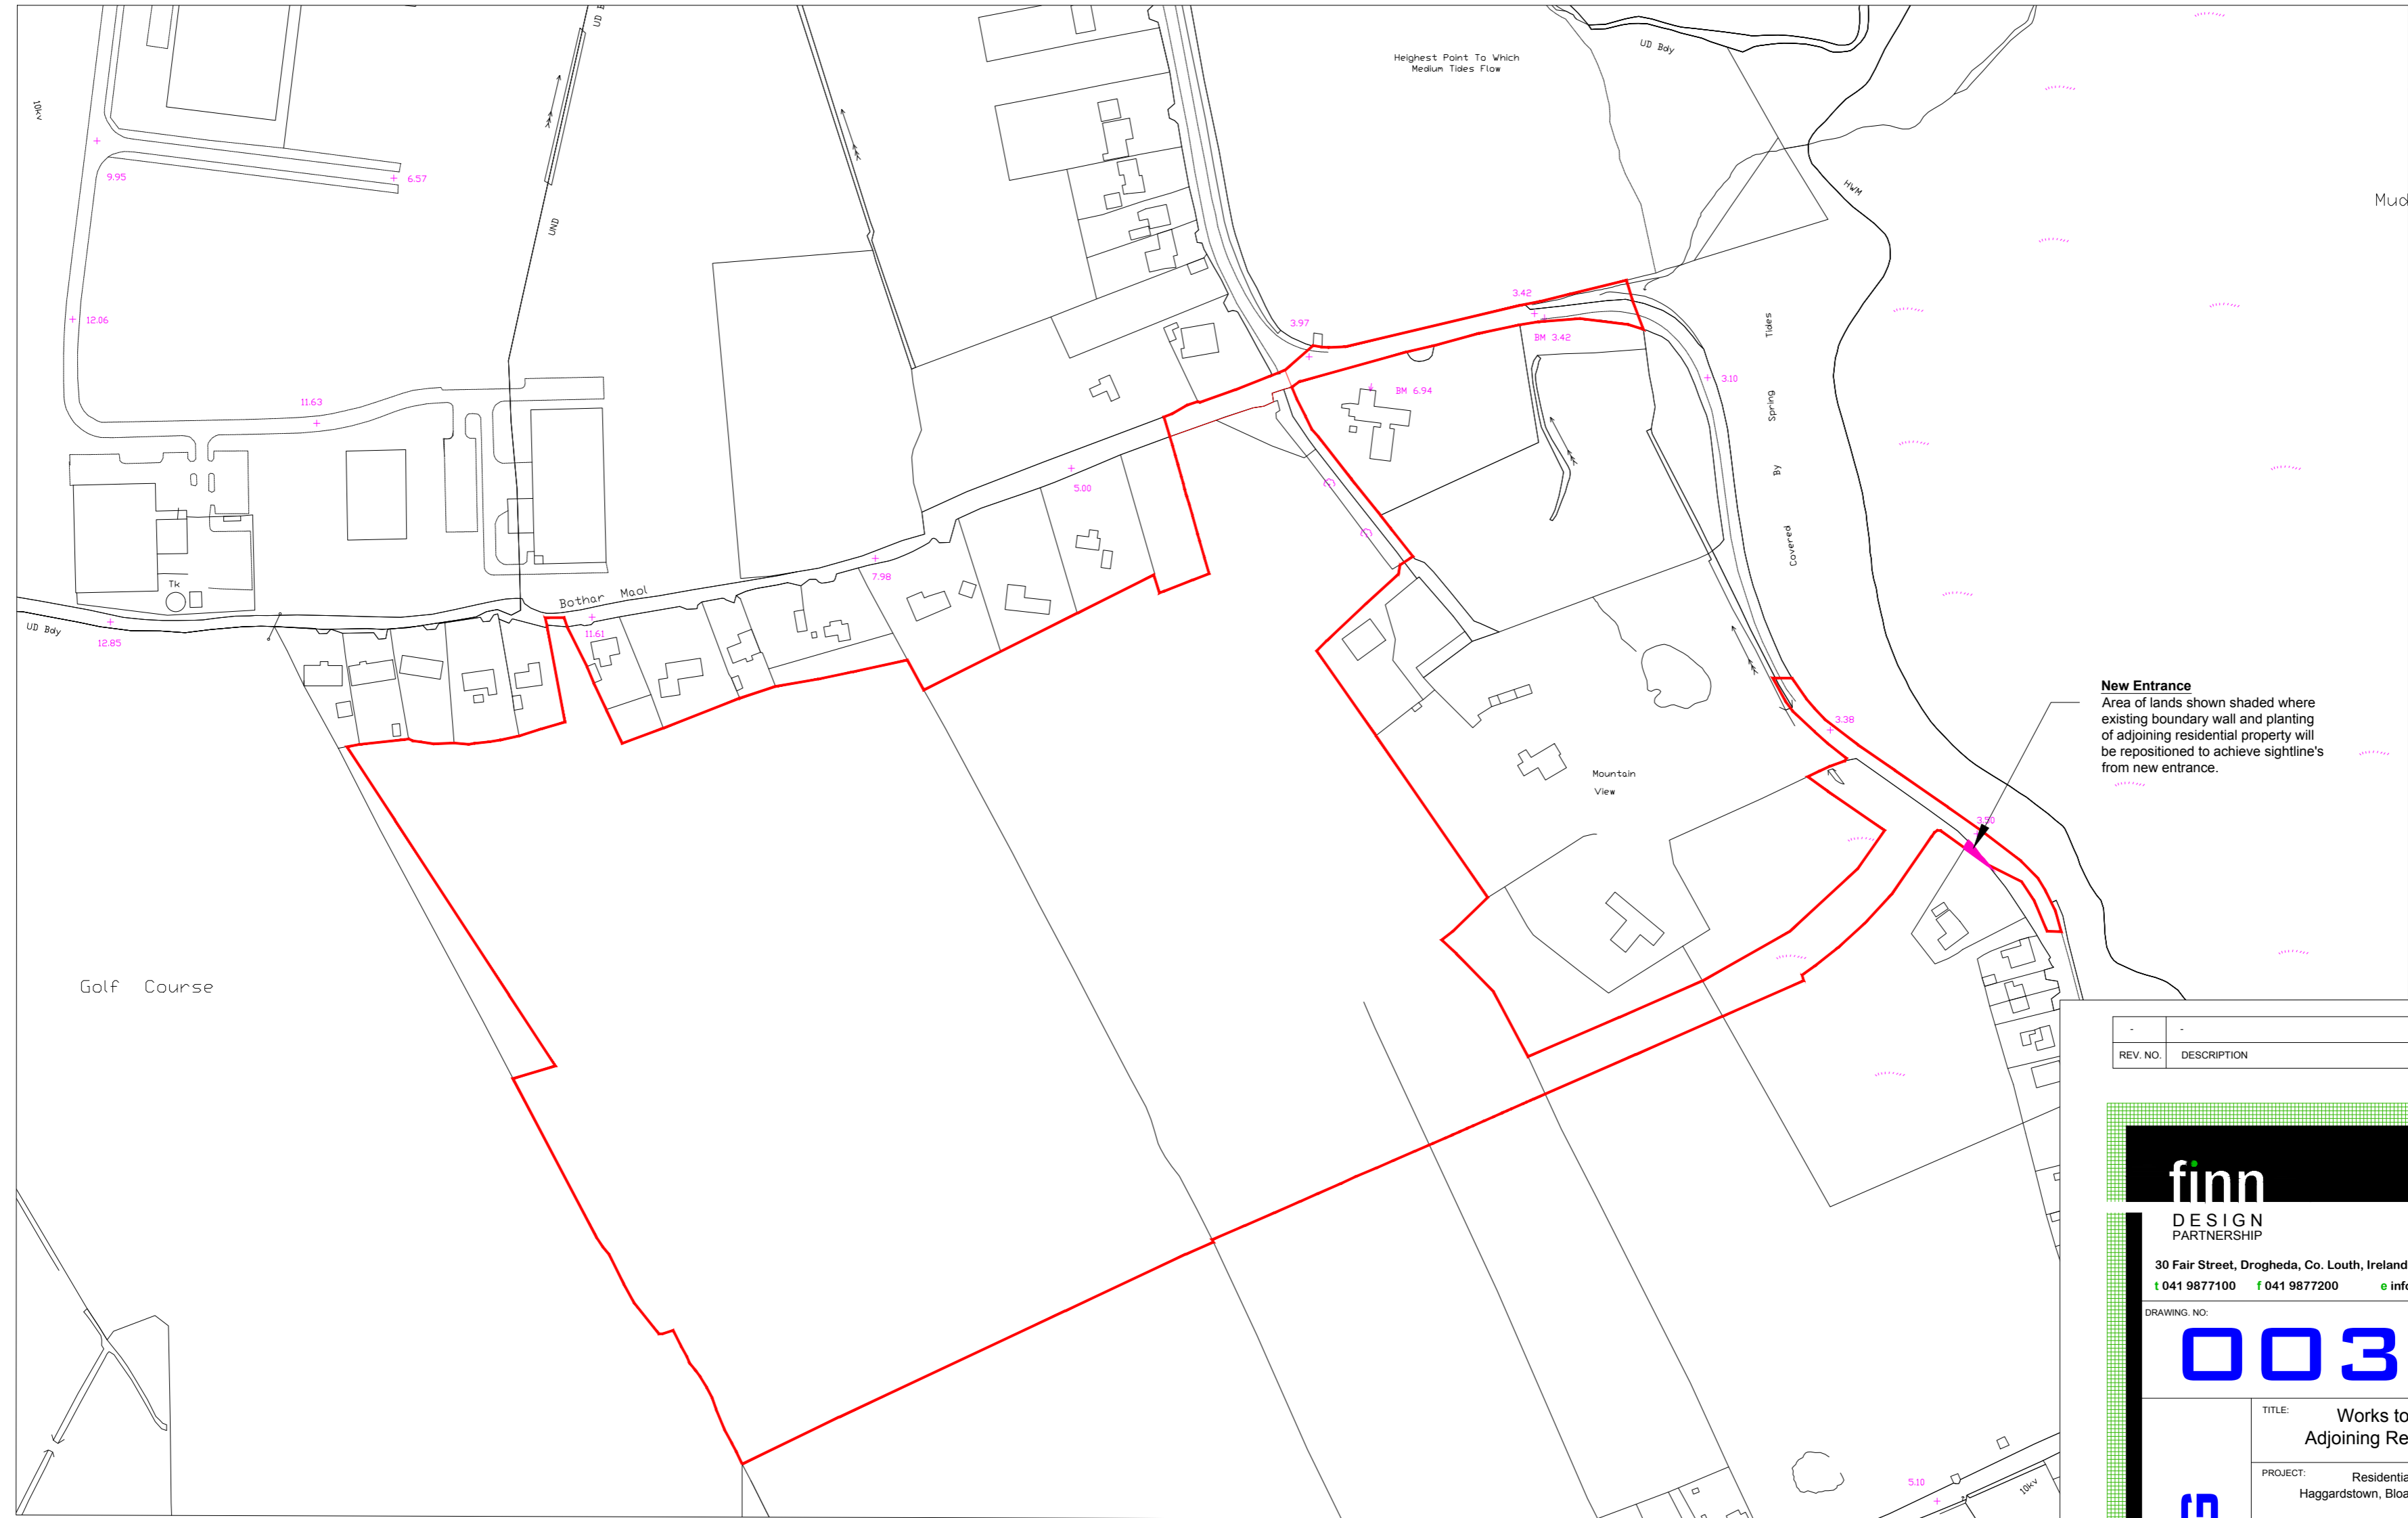 UD B
UD Bdy
Heighest Point To Which
Medium Tides Flow
10kv
9.95
6.57
UND
HWM
Mud
12.06
3.42
3.97
BM 3.42
Tides
Spring
By
Covered
3.10
BM 6.94
11.63
5.00
7.98
Tk
Bothar Maol
11.61
UD Bdy
12.85
New Entrance
Area of lands shown shaded where
existing boundary wall and planting
of adjoining residential property will
be repositioned to achieve sightline's
from new entrance.
3.38
Mountain
View
3.50
Golf Course
- -
REV. NO. DESCRIPTION
finn
DESIGN
PARTNERSHIP
30 Fair Street, Drogheda, Co. Louth, Ireland
t 041 9877100 f 041 9877200 e info
DRAWING. NO:
003
TITLE: Works to
Adjoining Re
PROJECT: Residentia
Haggardstown, Bloa
5.10
10kv